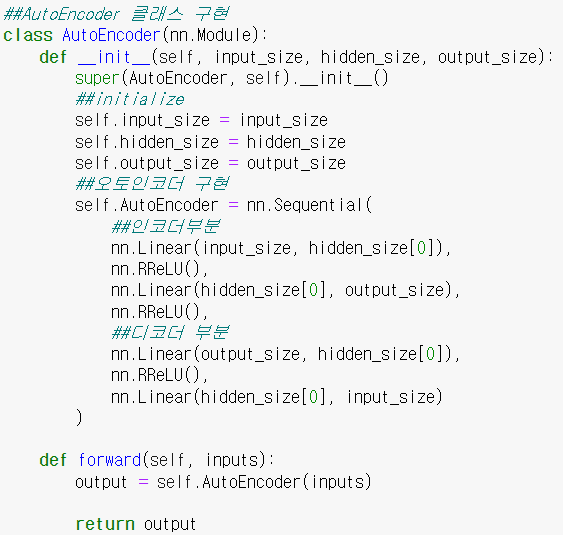 ##AutoEncoder 클래스 구현
class AutoEncoder(nn.Module):
    def __init__(self, input_size, hidden_size, output_size):
        super(AutoEncoder, self).__init__()
        ##initialize
        self.input_size = input_size
        self.hidden_size = hidden_size
        self.output_size = output_size
        ##오토인코더 구현
        self.AutoEncoder = nn.Sequential(
            ##인코더부분
            nn.Linear(input_size, hidden_size[0]),
            nn.RReLU(),
            nn.Linear(hidden_size[0], output_size),
            nn.RReLU(),
            ##디코더 부분
            nn.Linear(output_size, hidden_size[0]),
            nn.RReLU(),
            nn.Linear(hidden_size[0], input_size)
        )
    def forward(self, inputs):
        output = self.AutoEncoder(inputs)
        return output